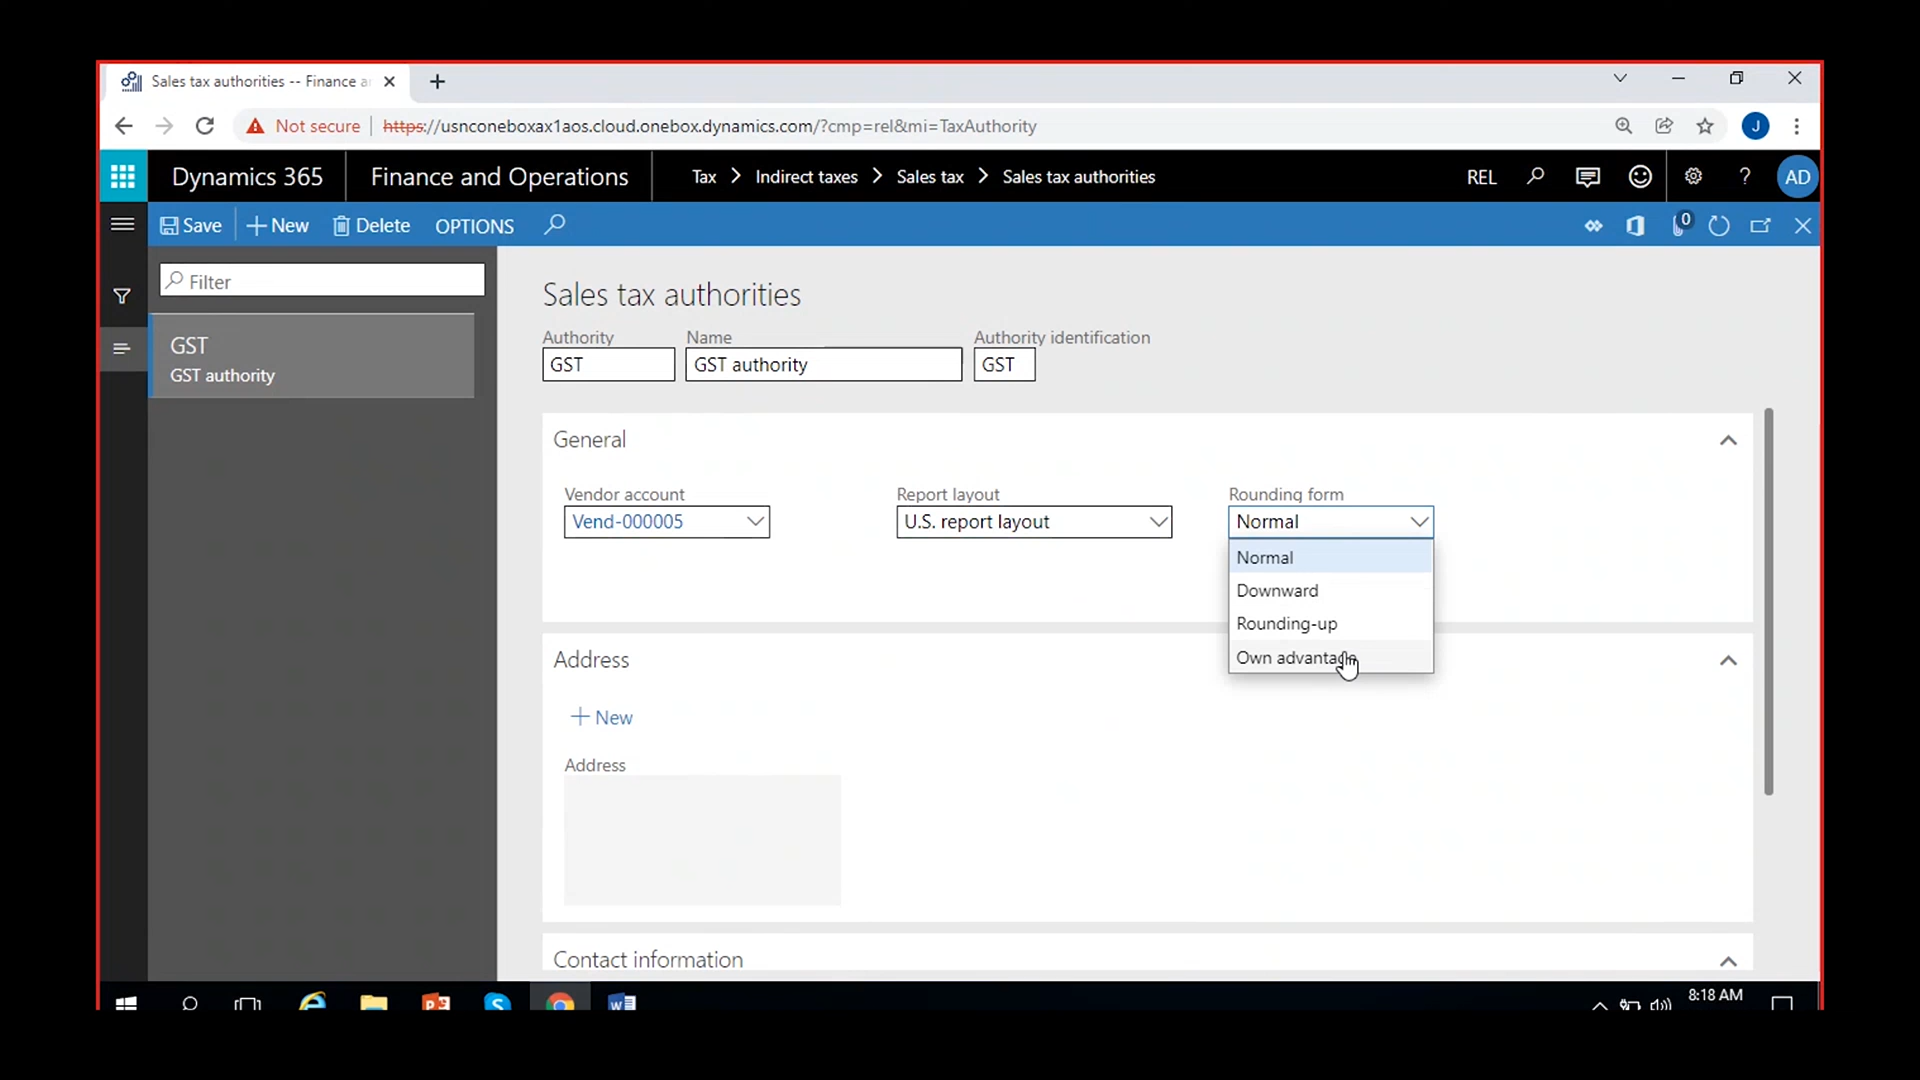 Sales tax authorities -- Finance a
Not secure https://usnconeboxax1aos.cloud.onebox.dynamics.com/?cmp=rel&mi=TaxAuthority
J
Dynamics 365 Finance and Operations Tax Indirect taxes Sales tax Sales tax authorities REL ? AD
Save New Delete OPTIONS 0
Filter
GST
GST authority
Sales tax authorities
Authority Name Authority identification
GST GST authority GST
General
Vendor account Report layout Rounding form
Vend-000005 U.S. report layout Normal
Normal
Downward
Rounding-up
Own advantage
Address
New
Address
Contact information
8:18 AM